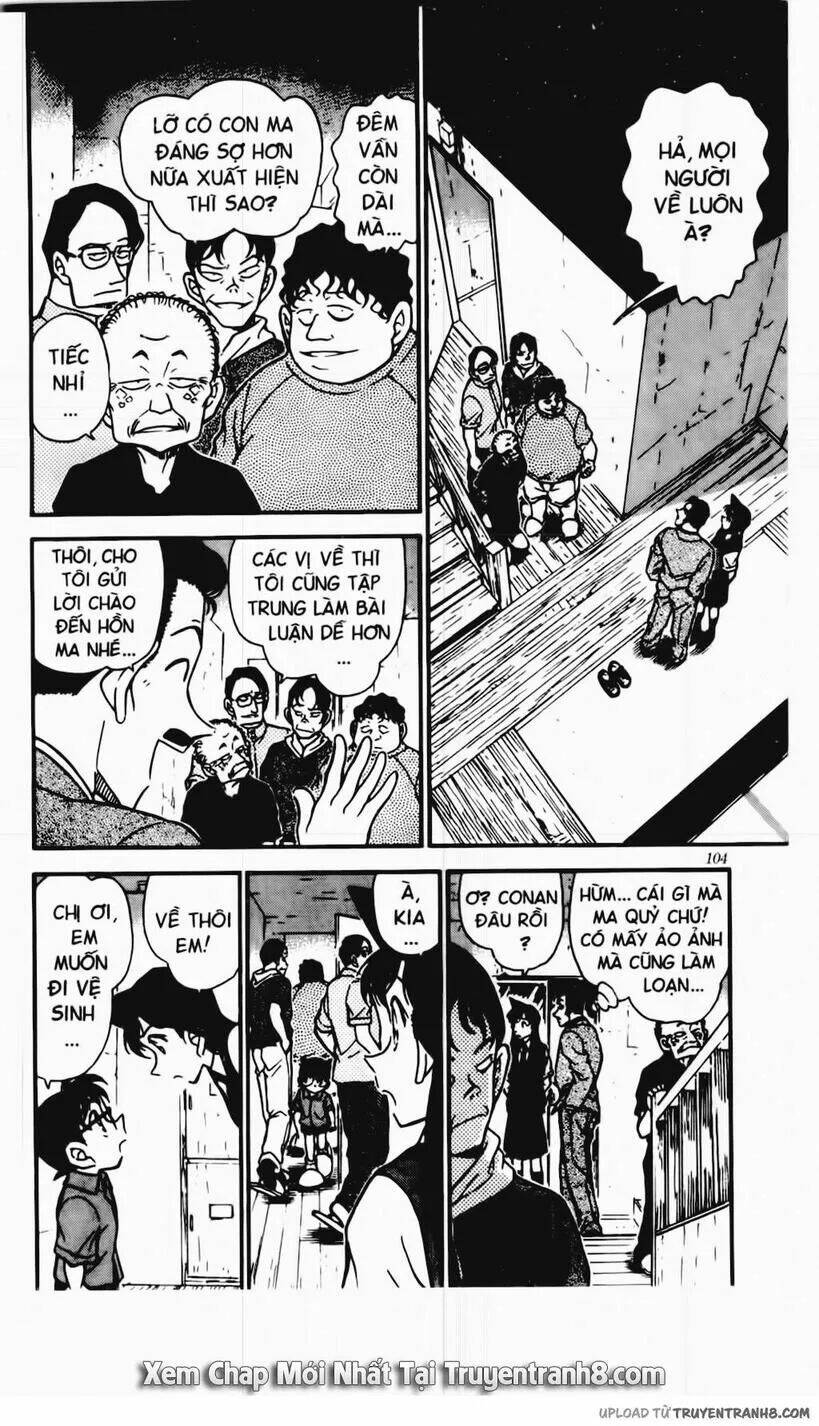 HẢ, MỌI
NGƯỜI
VỀ LUÔN
À?
ĐÊM
VẪN
CÒN
DÀI
MÀ...
LỠ CÓ CON MA
ĐÁNG SỢ HƠN
NỮA XUẤT HIỆN
THÌ SAO?
TIẾC
NHỈ
...
CÁC VỊ VỀ THÌ
TÔI CŨNG TẬP
TRUNG LÀM BÀI
LUẬN DỄ HƠN
...
THÔI, CHO
TÔI GỬI
LỜI CHÀO
ĐẾN HỒN
MA NHÉ...
104
HỪM... CÁI GÌ MÀ
MA QUỶ CHỨ!
CÓ MẤY ẢO ẢNH
MÀ CŨNG LÀM
LOẠN...
Ơ? CONAN
ĐÂU RỒI
?
À,
KIA
...
VỀ THÔI
EM!
CHỊ ƠI,
EM
MUỐN
ĐI VỆ
SINH
...
Xem Chap Mới Nhất Tại Truyentranh8.com
UPLOAD TỪ TRUYENTRANH8.COM